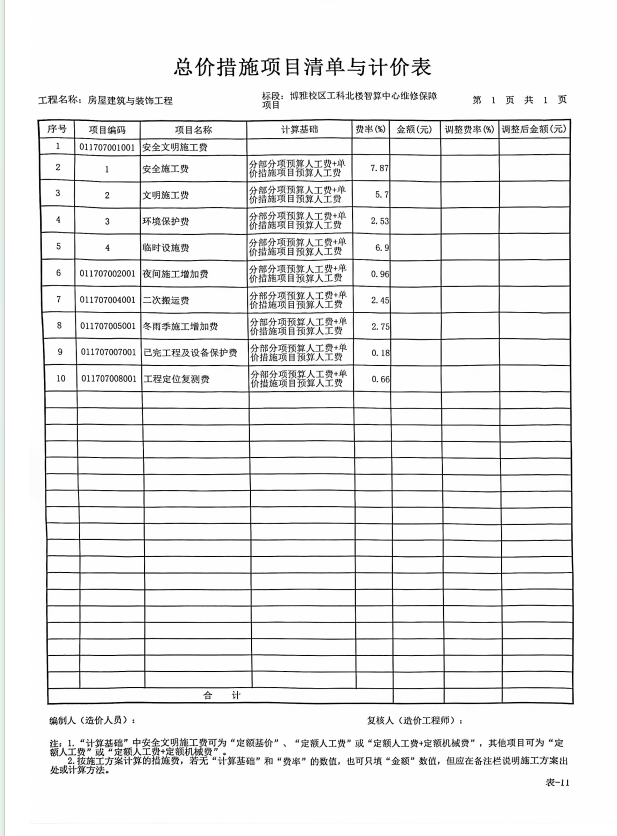 总价措施项目清单与计价表
工程名称：房屋建筑与装饰工程
标段：博雅校区工科北楼智算中心维修保障
项目
第 1 页 共 1 页
序号 项目编码 项目名称 计算基础 费率(%) 金额(元) 调整费率(%) 调整后金额(元)
1 011707001001 安全文明施工费
2 1 安全施工费 分部分项预算人工费+单
价措施项目预算人工费 7.87
3 2 文明施工费 分部分项预算人工费+单
价措施项目预算人工费 5.7
4 3 环境保护费 分部分项预算人工费+单
价措施项目预算人工费 2.53
5 4 临时设施费 分部分项预算人工费+单
价措施项目预算人工费 6.9
6 011707002001 夜间施工增加费 分部分项预算人工费+单
价措施项目预算人工费 0.96
7 011707004001 二次搬运费 分部分项预算人工费+单
价措施项目预算人工费 2.45
8 011707005001 冬雨季施工增加费 分部分项预算人工费+单
价措施项目预算人工费 2.75
9 011707007001 已完工程及设备保护费 分部分项预算人工费+单
价措施项目预算人工费 0.18
10 011707008001 工程定位复测费 分部分项预算人工费+单
价措施项目预算人工费 0.66
合 计
编制人（造价人员）：
复核人（造价工程师）：
注：1.“计算基础”中安全文明施工费可为“定额基价”、“定额人工费”或“定额人工费+定额机械费”，其他项目可为“定
额人工费”或“定额人工费+定额机械费”。
2.按施工方案计算的措施费，若无“计算基础”和“费率”的数值，也可只填“金额”数值，但应在备注栏说明施工方案出
处或计算方法。
表-11